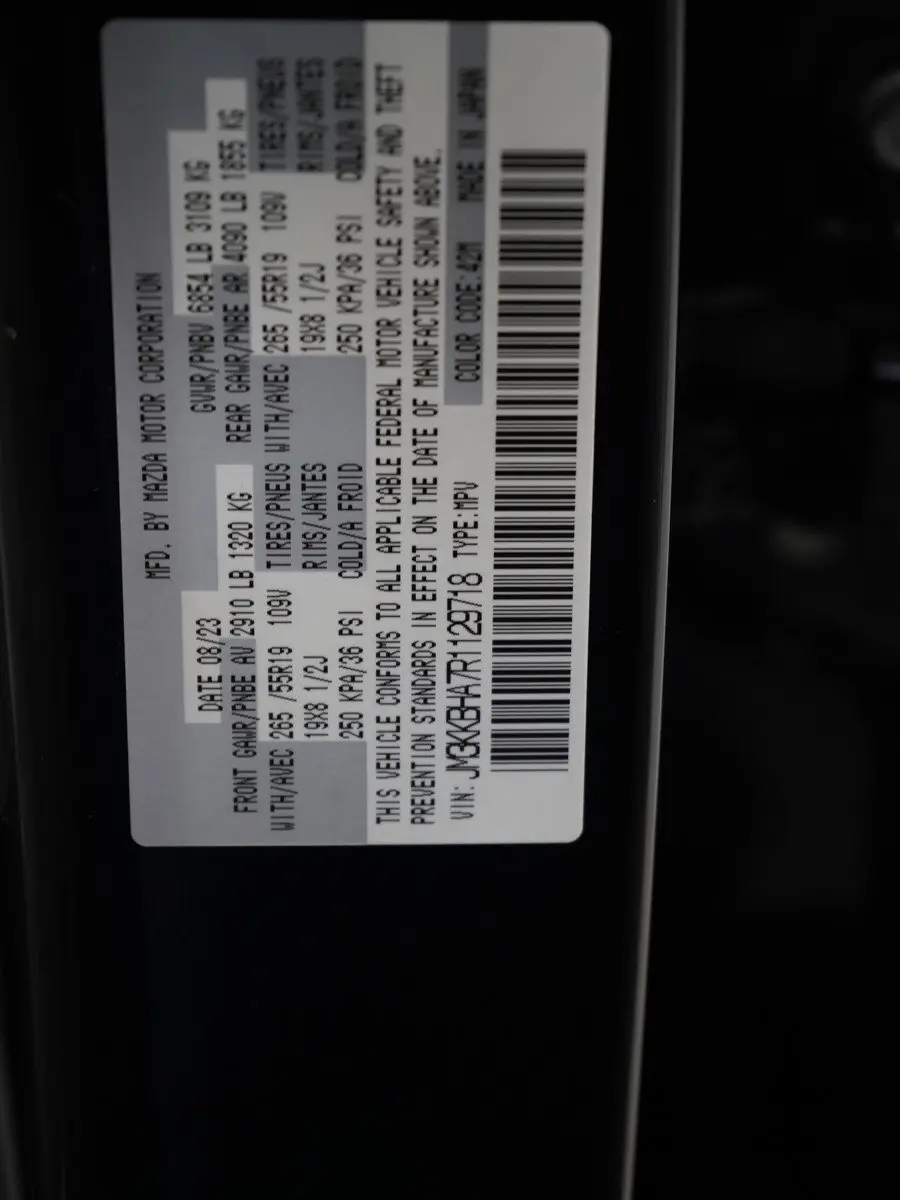 MFD. BY MAZDA MOTOR CORPORATION
DATE 08/23 GVWR/PNBV 6854 LB 3109 KG
FRONT GAWR/PNBE AV 2910 LB 1320 KG REAR GAWR/PNBE AR 4090 LB 1855 KG
WITH/AVEC 265 /55R19 109V TIRES/PNEUS WITH/AVEC 265 /55R19 109V TIRES/PNEUS
19X8 1/2J RIMS/JANTES 19X8 1/2J RIMS/JANTES
250 KPA/36 PSI COLD/A FROID 250 KPA/36 PSI COLD/A FROID
THIS VEHICLE CONFORMS TO ALL APPLICABLE FEDERAL MOTOR VEHICLE SAFETY AND THEFT
PREVENTION STANDARDS IN EFFECT ON THE DATE OF MANUFACTURE SHOWN ABOVE.
VIN: JM3KKBHA7R1129718 TYPE:MPV COLOR CODE:42M MADE IN JAPAN